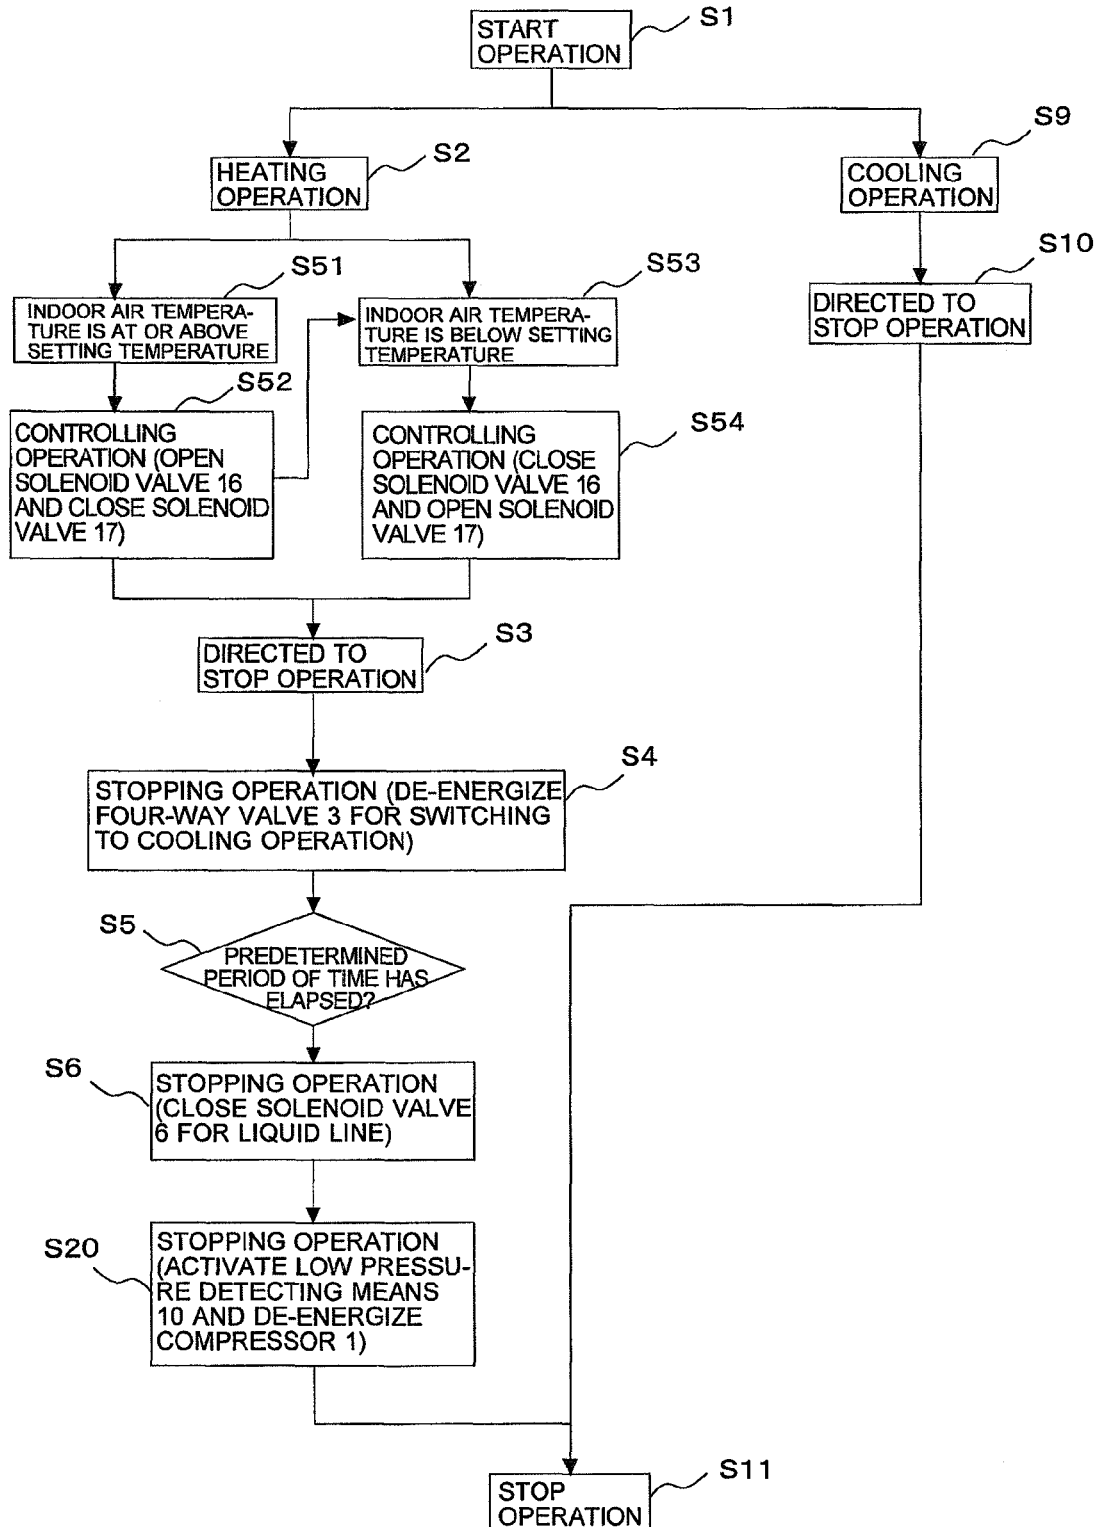 START
OPERATION
S1
HEATING
OPERATION
S2
COOLING
OPERATION
S9
INDOOR AIR TEMPERA-
TURE IS AT OR ABOVE
SETTING TEMPERATURE
S51
INDOOR AIR TEMPERA-
TURE IS BELOW SETTING
TEMPERATURE
S53
DIRECTED TO
STOP OPERATION
S10
CONTROLLING
OPERATION (OPEN
SOLENOID VALVE 16
AND CLOSE SOLENOID
VALVE 17)
S52
CONTROLLING
OPERATION (CLOSE
SOLENOID VALVE 16
AND OPEN SOLENOID
VALVE 17)
S54
DIRECTED TO
STOP OPERATION
S3
STOPPING OPERATION (DE-ENERGIZE
FOUR-WAY VALVE 3 FOR SWITCHING
TO COOLING OPERATION)
S4
S5
PREDETERMINED
PERIOD OF TIME HAS
ELAPSED?
S6
STOPPING OPERATION
(CLOSE SOLENOID VALVE
6 FOR LIQUID LINE)
S20
STOPPING OPERATION
(ACTIVATE LOW PRESSU-
RE DETECTING MEANS
10 AND DE-ENERGIZE
COMPRESSOR 1)
STOP
OPERATION
S11